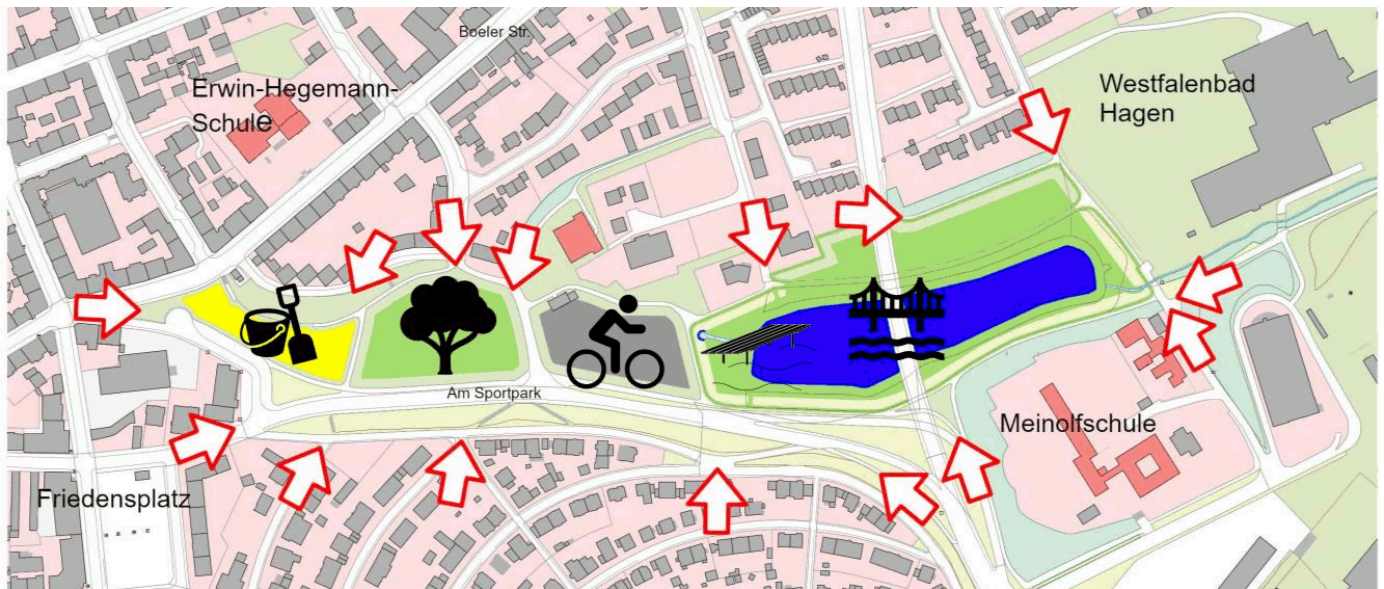 Boeler Str.
Erwin-Hegemann-
Schule
Westfalenbad
Hagen
Am Sportpark
Meinolfschule
Friedensplatz